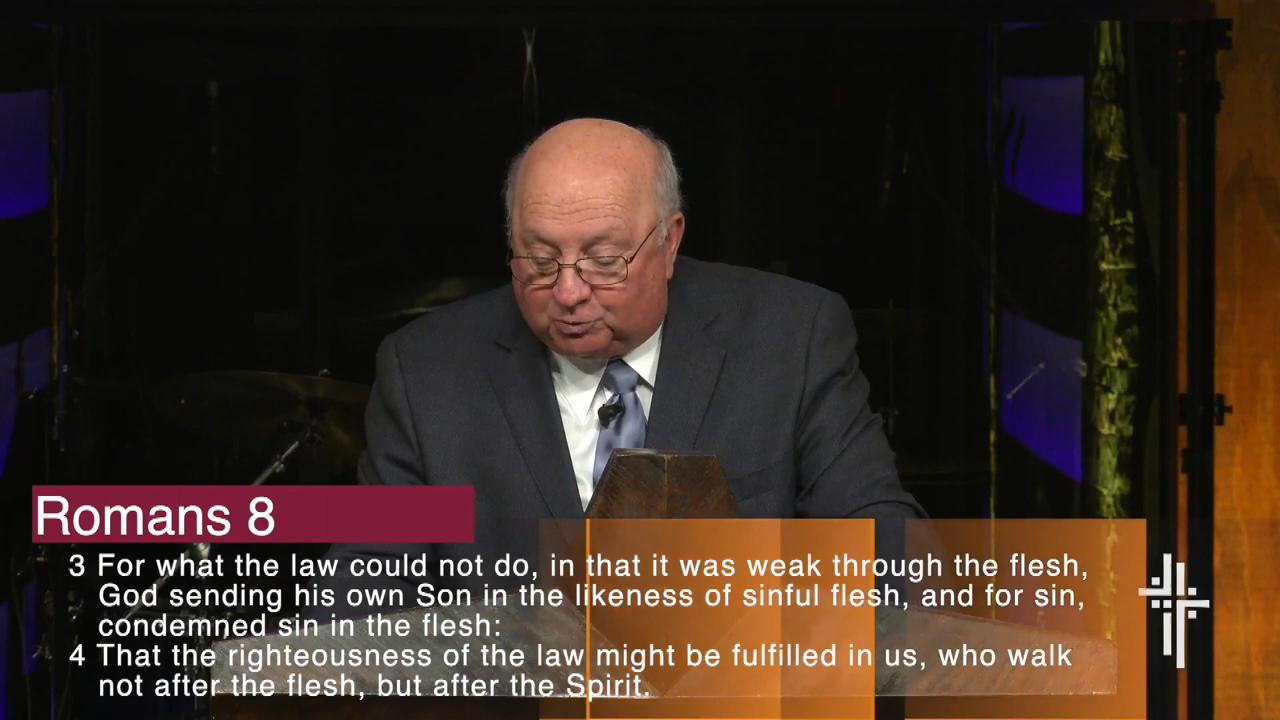 Romans 8
3 For what the law could not do, in that it was weak through the flesh,
God sending his own Son in the likeness of sinful flesh, and for sin,
condemned sin in the flesh:
4 That the righteousness of the law might be fulfilled in us, who walk
not after the flesh, but after the Spirit.